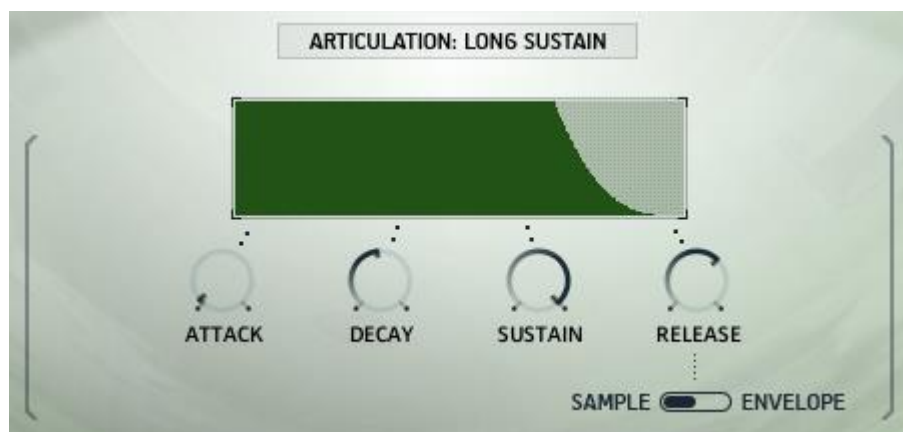 ARTICULATION: LONG SUSTAIN
ATTACK DECAY SUSTAIN RELEASE
SAMPLE ENVELOPE